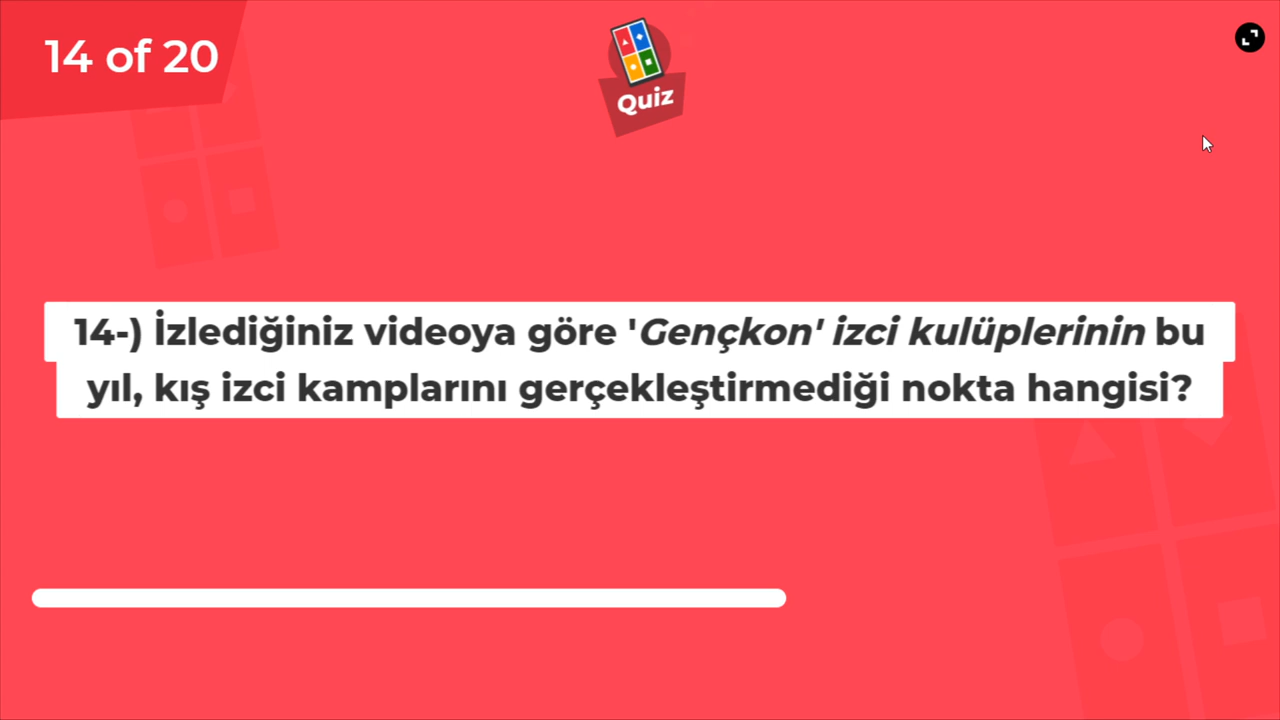 14 of 20
Quiz
14-) İzlediğiniz videoya göre 'Gençkon' izci kulüplerinin bu
yıl, kış izci kamplarını gerçekleştirmediği nokta hangisi?